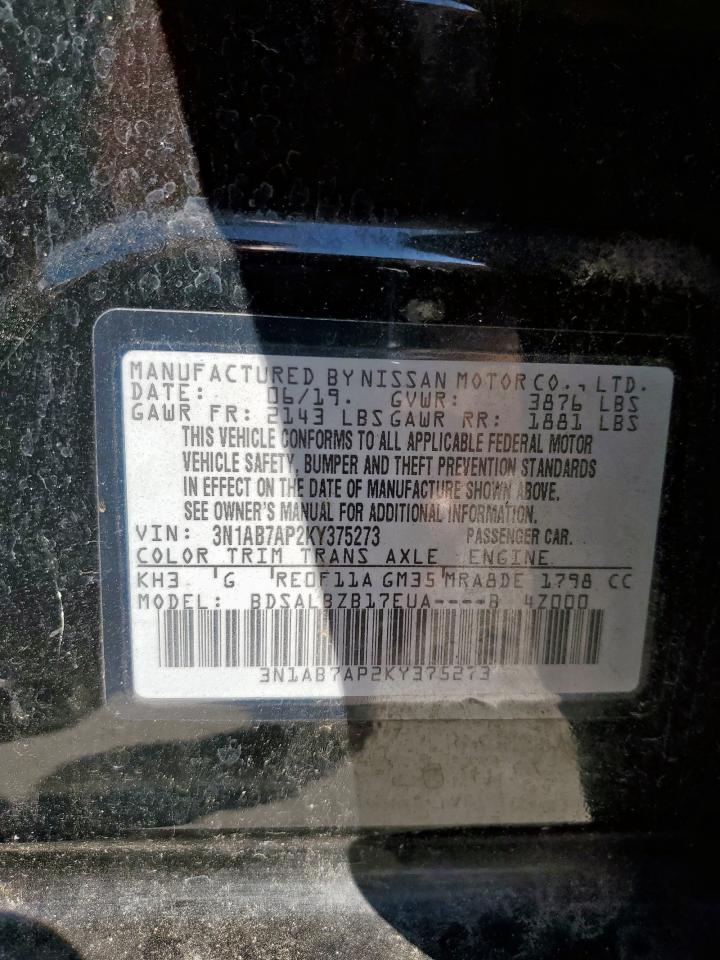 MANUFACTURED BY NISSAN MOTOR CO., LTD.
DATE: 06/19. GVWR: 3876 LBS
GAWR FR: 2143 LBS GAWR RR: 1881 LBS
THIS VEHICLE CONFORMS TO ALL APPLICABLE FEDERAL MOTOR
VEHICLE SAFETY, BUMPER AND THEFT PREVENTION STANDARDS
IN EFFECT ON THE DATE OF MANUFACTURE SHOWN ABOVE.
SEE OWNER'S MANUAL FOR ADDITIONAL INFORMATION.
VIN: 3N1AB7AP2KY375273 PASSENGER CAR.
COLOR TRIM TRANS AXLE ENGINE
KH3 G RE0F11A GM35 MRA8DE 1798 CC
MODEL: BDSALBZB17EUA----B 4Z000
3N1AB7AP2KY375273